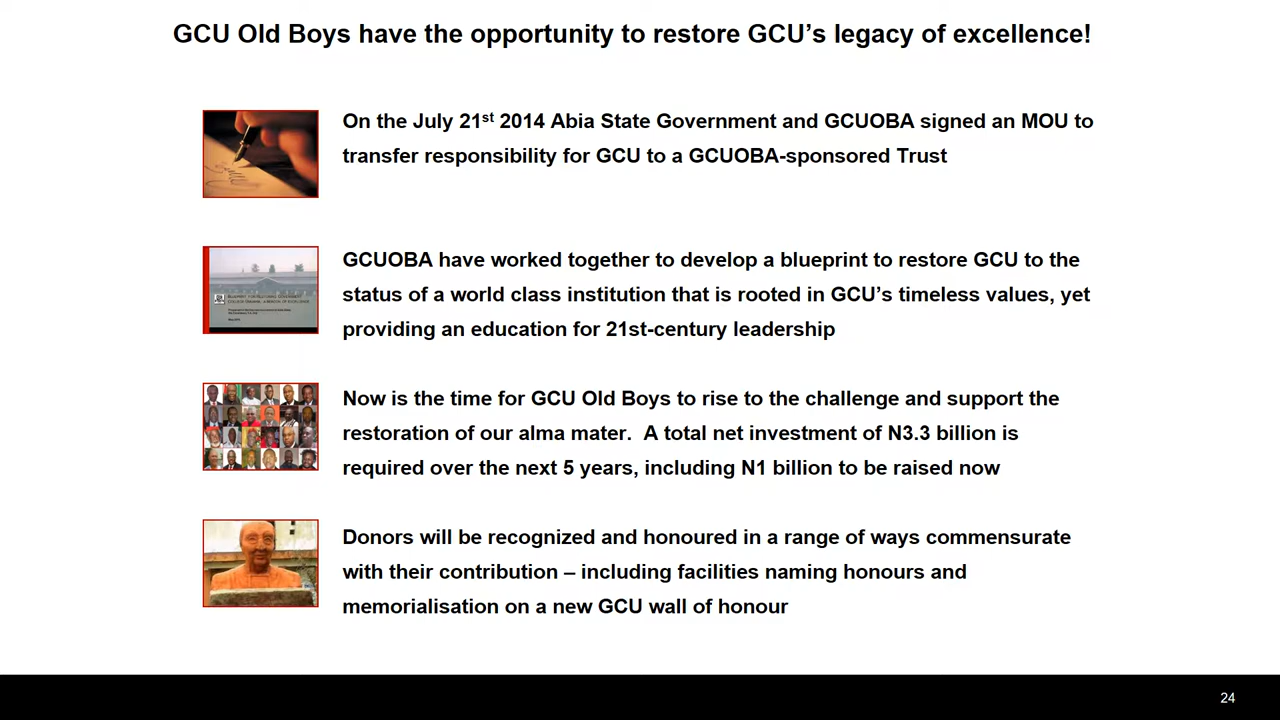 GCU Old Boys have the opportunity to restore GCU’s legacy of excellence!
On the July 21st 2014 Abia State Government and GCUOBA signed an MOU to
transfer responsibility for GCU to a GCUOBA-sponsored Trust
GCUOBA have worked together to develop a blueprint to restore GCU to the
status of a world class institution that is rooted in GCU’s timeless values, yet
providing an education for 21st-century leadership
Now is the time for GCU Old Boys to rise to the challenge and support the
restoration of our alma mater.  A total net investment of N3.3 billion is
required over the next 5 years, including N1 billion to be raised now
Donors will be recognized and honoured in a range of ways commensurate
with their contribution – including facilities naming honours and
memorialisation on a new GCU wall of honour
24